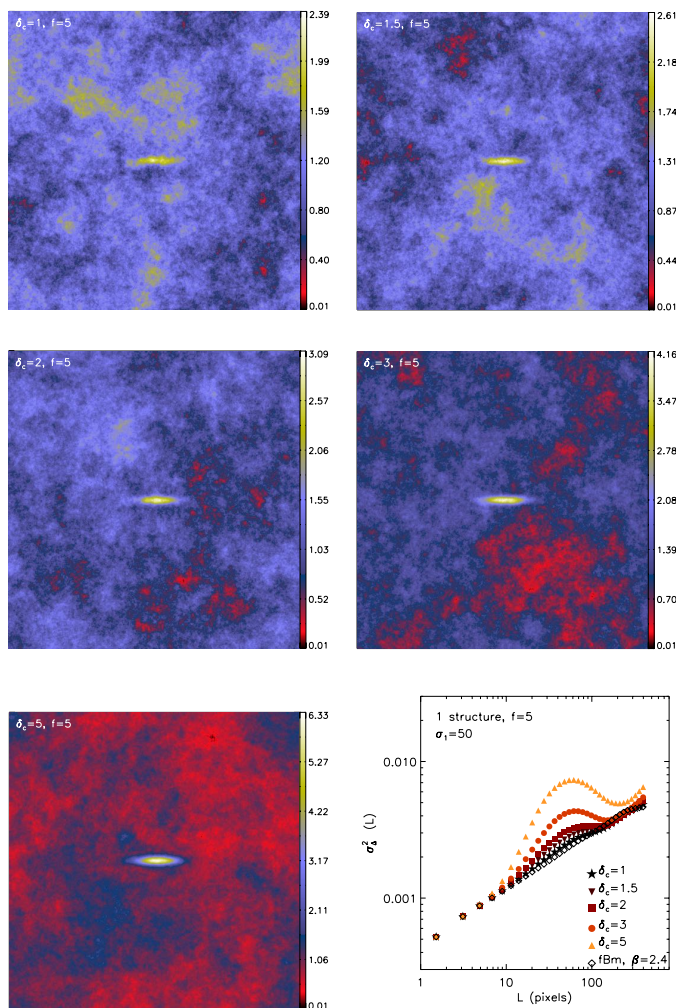 δc=1, f=5
2.39
1.99
1.59
1.20
0.80
0.40
0.01
δc=1.5, f=5
2.61
2.18
1.74
1.31
0.87
0.44
0.01
δc=2, f=5
3.09
2.57
2.06
1.55
1.03
0.52
0.01
δc=3, f=5
4.16
3.47
2.78
2.08
1.39
0.70
0.01
δc=5, f=5
6.33
5.27
4.22
3.17
2.11
1.06
0.01
1 structure, f=5
σ1=50
0.010
0.001
σ²Δ (L)
δc=1
δc=1.5
δc=2
δc=3
δc=5
fBm, β=2.4
1
10
100
L (pixels)